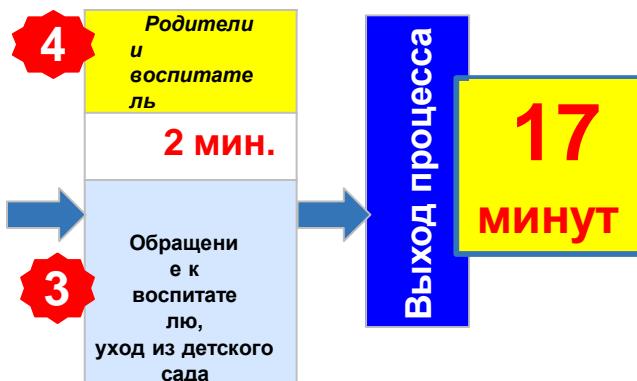 4
Родители
и
воспитате
ль
2 мин.
3
Обращени
е к
воспитате
лю,
уход из детского
сада
Выход процесса
17
минут